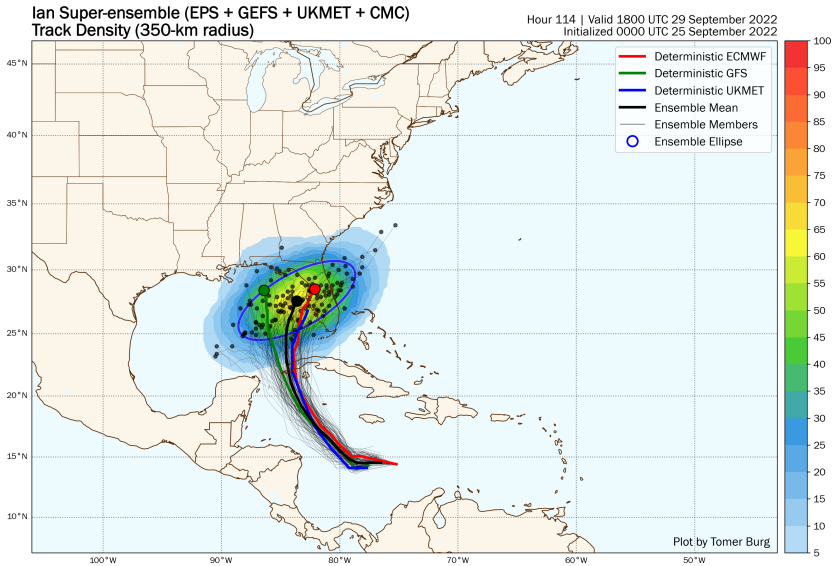 Ian Super-ensemble (EPS + GEFS + UKMET + CMC)
Track Density (350-km radius)
Hour 114 | Valid 1800 UTC 29 September 2022
Initialized 0000 UTC 25 September 2022
Deterministic ECMWF
Deterministic GFS
Deterministic UKMET
Ensemble Mean
Ensemble Members
Ensemble Ellipse
45°N
40°N
35°N
30°N
25°N
20°N
15°N
10°N
100°W
90°W
80°W
70°W
60°W
50°W
100
95
90
85
80
75
70
65
60
55
50
45
40
35
30
25
20
15
10
5
Plot by Tomer Burg